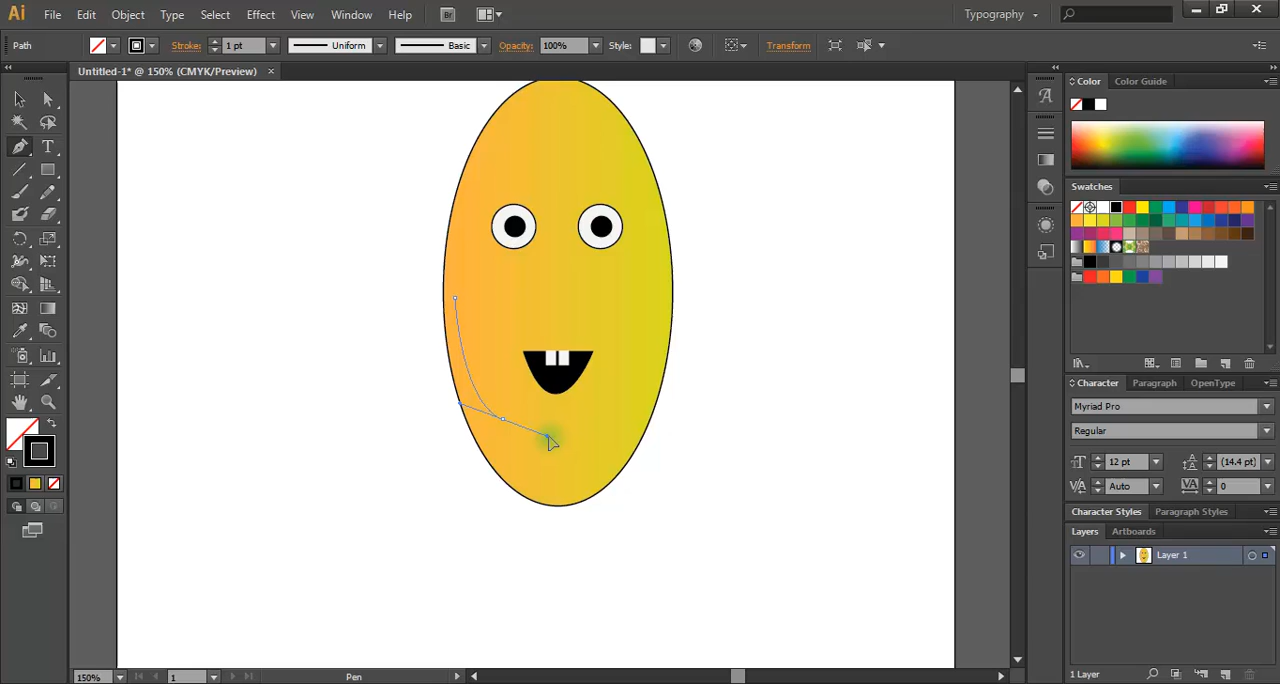 Ai File Edit Object Type Select Effect View Window Help Br Typography
Path Stroke: 1 pt Uniform Basic Opacity: 100% Style: Transform
Untitled-1* @ 150% (CMYK/Preview) ×
Color Color Guide
Swatches
Character Paragraph OpenType
Myriad Pro
Regular
12 pt (14.4 pt)
Auto 0
Character Styles Paragraph Styles
Layers Artboards
Layer 1
1 Layer
150% 1 Pen